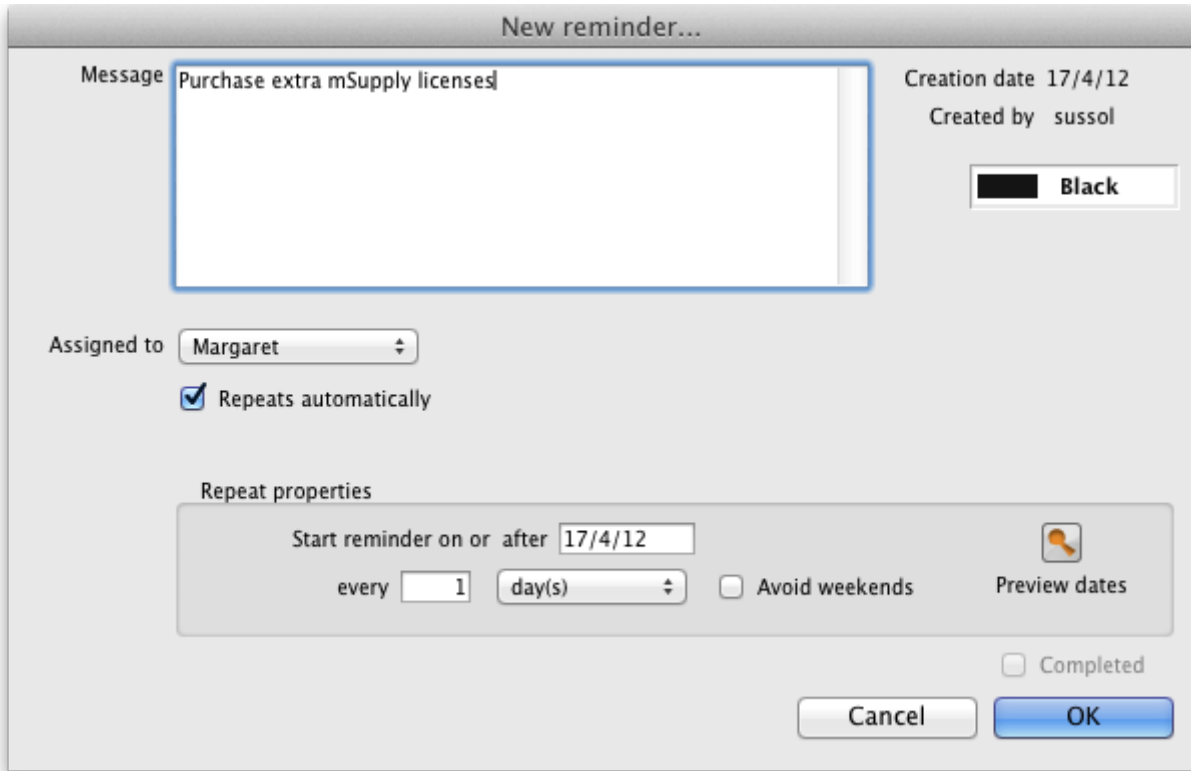 New reminder...
Message
Purchase extra mSupply licenses
Creation date 17/4/12
Created by sussol
Black
Assigned to Margaret
Repeats automatically
Repeat properties
Start reminder on or after 17/4/12
every 1 day(s) Avoid weekends
Preview dates
Completed
Cancel OK